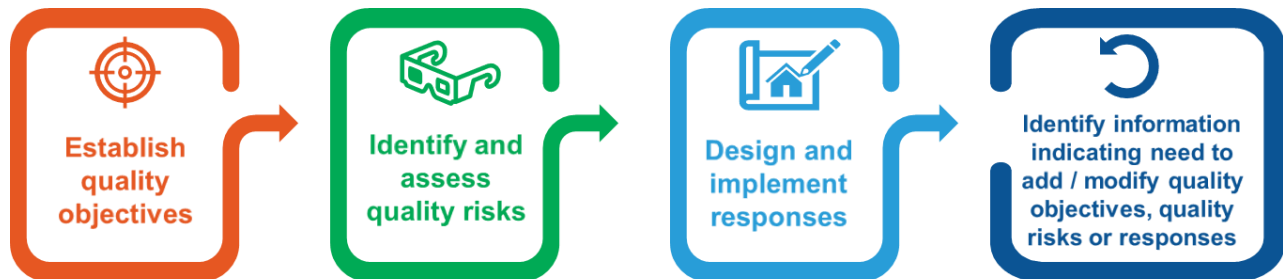 Establish
quality
objectives
Identify and
assess
quality risks
Design and
implement
responses
Identify information
indicating need to
add / modify quality
objectives, quality
risks or responses